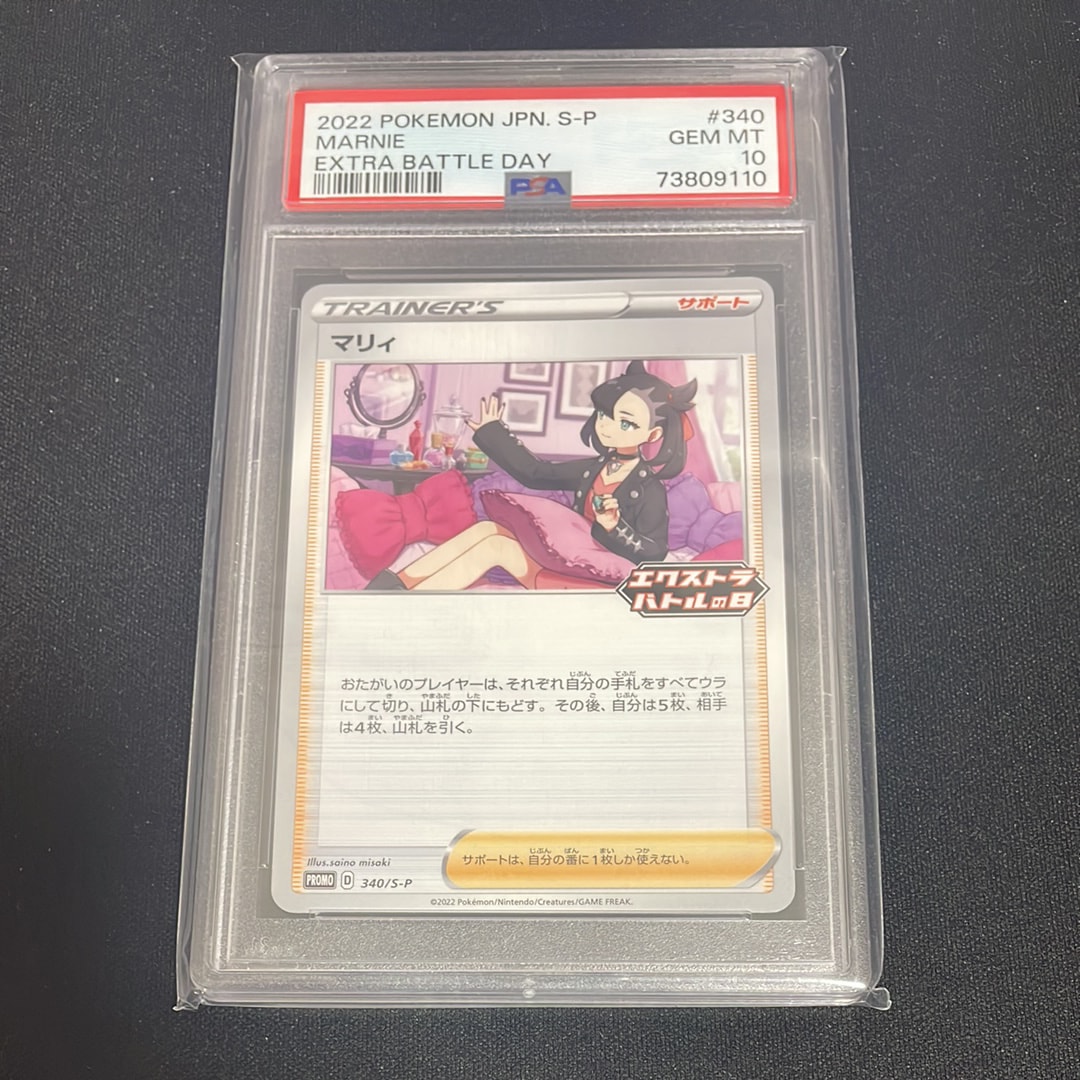 2022 POKEMON JPN. S-P #340
MARNIE GEM MT
EXTRA BATTLE DAY 10
PSA 73809110
TRAINER'S サポート
マリィ
エクストラ
バトルの日
おたがいのプレイヤーは、それぞれ自分の手札をすべてウラ
にして切り、山札の下にもどす。その後、自分は5枚、相手
は4枚、山札を引く。
Illus.saino misaki
サポートは、自分の番に1枚しか使えない。
PROMO D 340/S-P
©2022 Pokémon/Nintendo/Creatures/GAME FREAK.